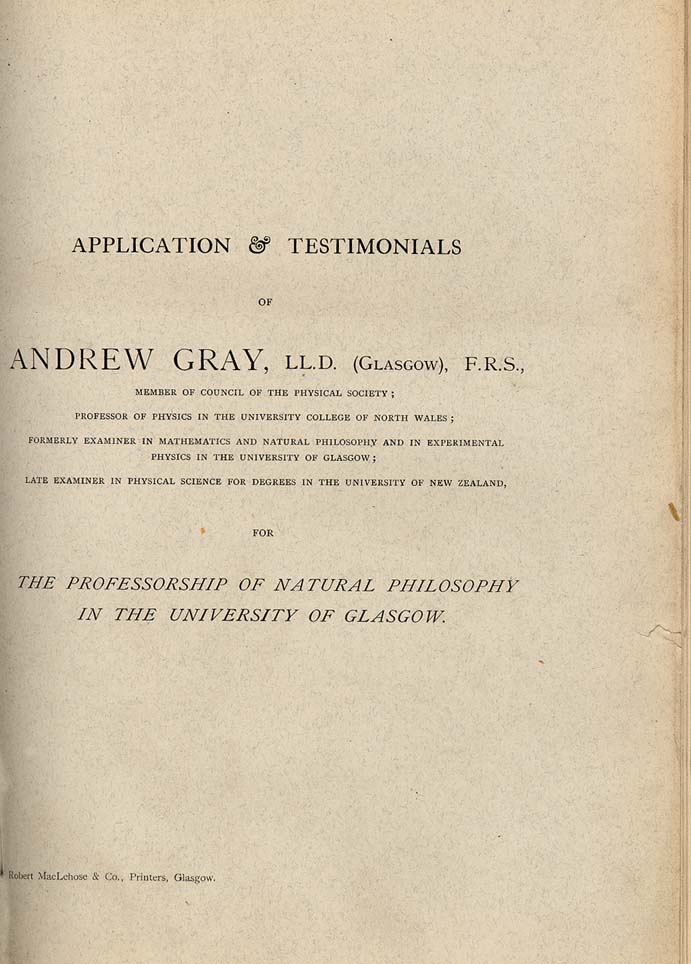 APPLICATION & TESTIMONIALS
OF
ANDREW GRAY, LL.D. (GLASGOW), F.R.S.,
MEMBER OF COUNCIL OF THE PHYSICAL SOCIETY;
PROFESSOR OF PHYSICS IN THE UNIVERSITY COLLEGE OF NORTH WALES;
FORMERLY EXAMINER IN MATHEMATICS AND NATURAL PHILOSOPHY AND IN EXPERIMENTAL
PHYSICS IN THE UNIVERSITY OF GLASGOW;
LATE EXAMINER IN PHYSICAL SCIENCE FOR DEGREES IN THE UNIVERSITY OF NEW ZEALAND,
FOR
THE PROFESSORSHIP OF NATURAL PHILOSOPHY
IN THE UNIVERSITY OF GLASGOW.
Robert MacLehose & Co., Printers, Glasgow.